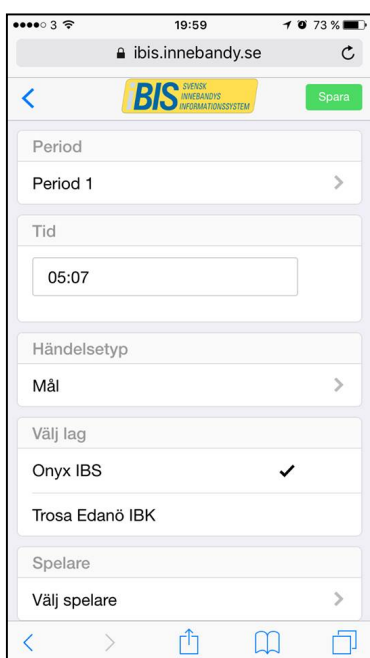 3 19:59 73 %
ibis.innebandy.se
iBIS SVENSK
INNEBANDYS
INFORMATIONSSYSTEM
Spara
Period
Period 1
Tid
05:07
Händelsetyp
Mål
Välj lag
Onyx IBS
Trosa Edanö IBK
Spelare
Välj spelare